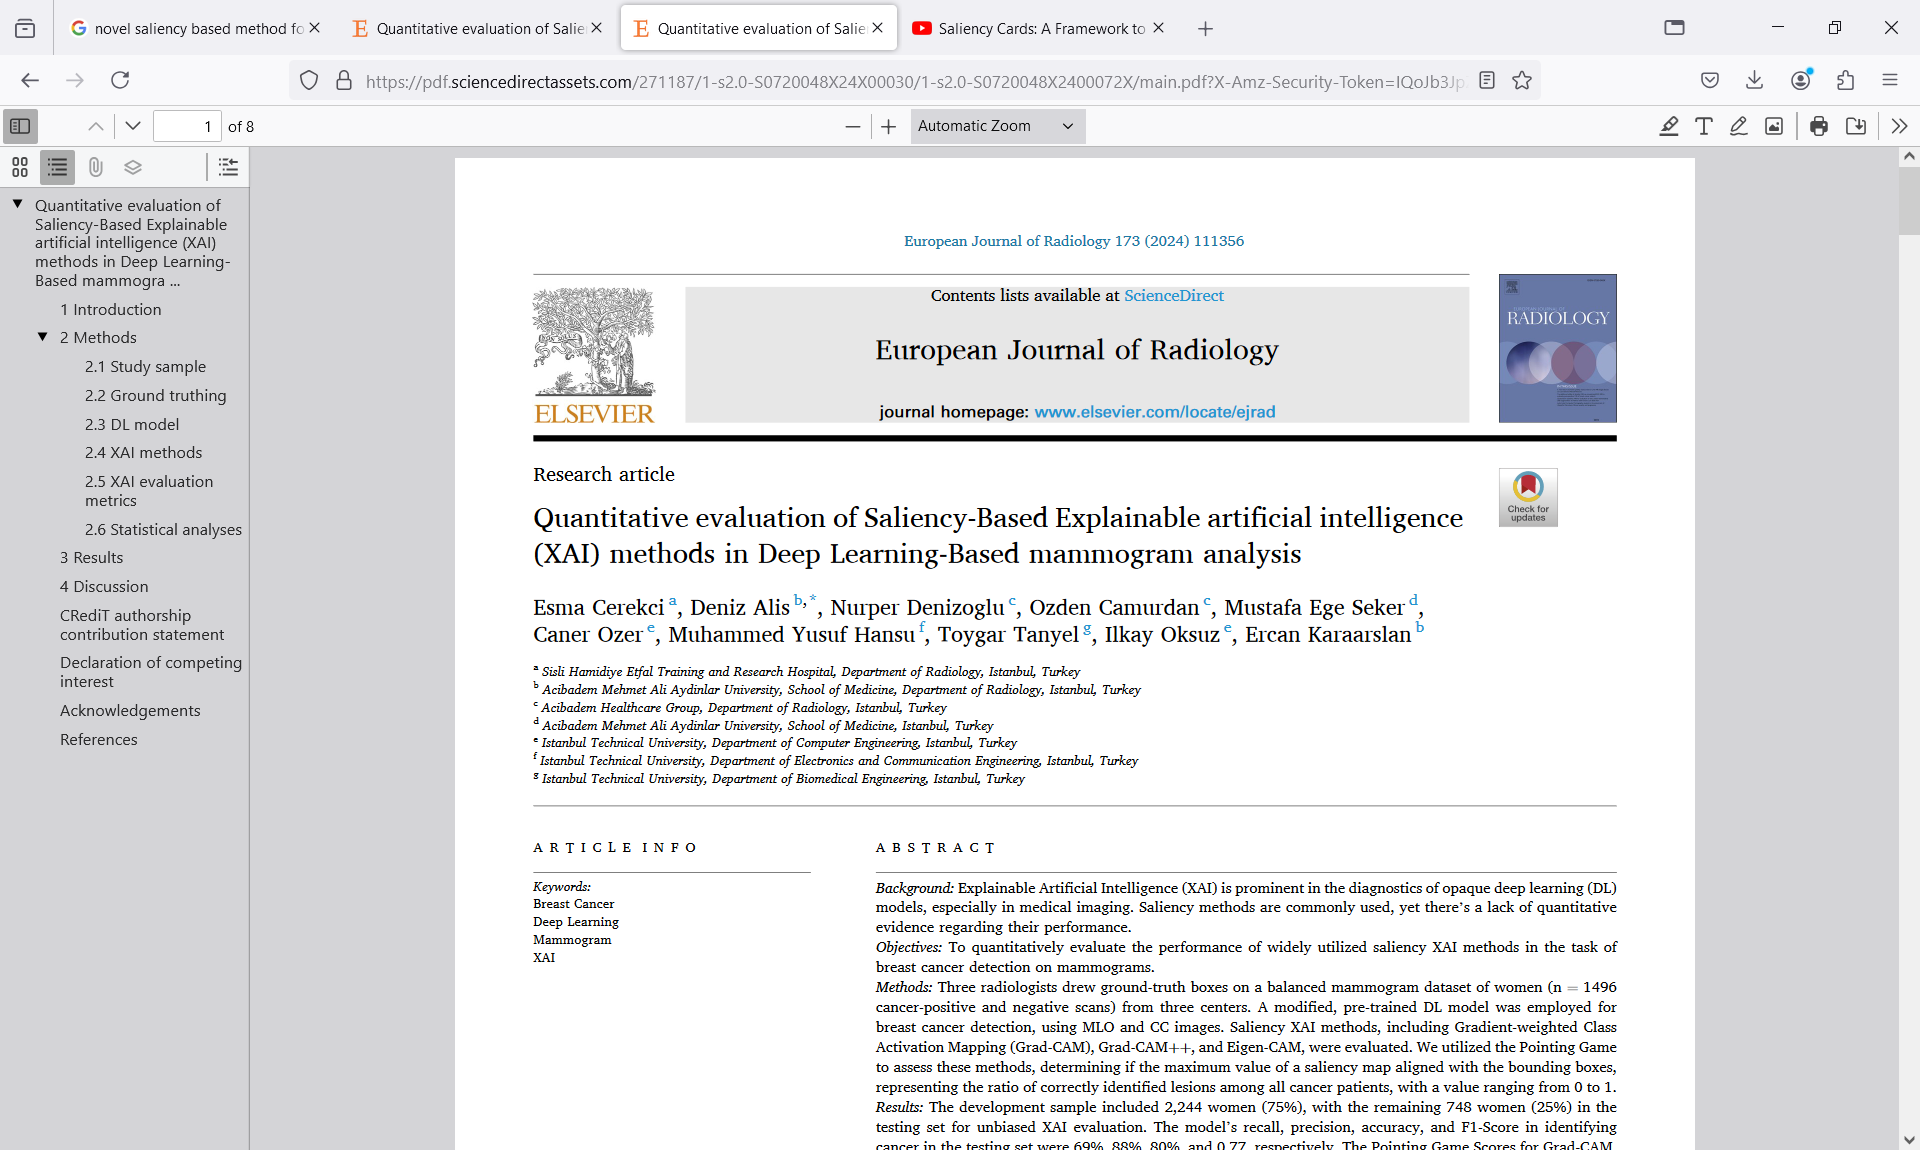 novel saliency based method fo
Quantitative evaluation of Salie
Quantitative evaluation of Salie
Saliency Cards: A Framework to
https://pdf.sciencedirectassets.com/271187/1-s2.0-S0720048X24X00030/1-s2.0-S0720048X2400072X/main.pdf?X-Amz-Security-Token=IQoJb3Jp
1 of 8
Automatic Zoom
Quantitative evaluation of
Saliency-Based Explainable
artificial intelligence (XAI)
methods in Deep Learning-
Based mammogra ...
1 Introduction
2 Methods
2.1 Study sample
2.2 Ground truthing
2.3 DL model
2.4 XAI methods
2.5 XAI evaluation
metrics
2.6 Statistical analyses
3 Results
4 Discussion
CRediT authorship
contribution statement
Declaration of competing
interest
Acknowledgements
References
European Journal of Radiology 173 (2024) 111356
Contents lists available at ScienceDirect
European Journal of Radiology
journal homepage: www.elsevier.com/locate/ejrad
ELSEVIER
RADIOLOGY
Research article
Check for
updates
Quantitative evaluation of Saliency-Based Explainable artificial intelligence
(XAI) methods in Deep Learning-Based mammogram analysis
Esma Cerekci a, Deniz Alis b,*, Nurper Denizoglu c, Ozden Camurdan c, Mustafa Ege Seker d,
Caner Ozer e, Muhammed Yusuf Hansu f, Toygar Tanyel g, Ilkay Oksuz e, Ercan Karaarslan b
a Sisli Hamidiye Etfal Training and Research Hospital, Department of Radiology, Istanbul, Turkey
b Acibadem Mehmet Ali Aydinlar University, School of Medicine, Department of Radiology, Istanbul, Turkey
c Acibadem Healthcare Group, Department of Radiology, Istanbul, Turkey
d Acibadem Mehmet Ali Aydinlar University, School of Medicine, Istanbul, Turkey
e Istanbul Technical University, Department of Computer Engineering, Istanbul, Turkey
f Istanbul Technical University, Department of Electronics and Communication Engineering, Istanbul, Turkey
g Istanbul Technical University, Department of Biomedical Engineering, Istanbul, Turkey
ARTICLE INFO
Keywords:
Breast Cancer
Deep Learning
Mammogram
XAI
ABSTRACT
Background: Explainable Artificial Intelligence (XAI) is prominent in the diagnostics of opaque deep learning (DL)
models, especially in medical imaging. Saliency methods are commonly used, yet there's a lack of quantitative
evidence regarding their performance.
Objectives: To quantitatively evaluate the performance of widely utilized saliency XAI methods in the task of
breast cancer detection on mammograms.
Methods: Three radiologists drew ground-truth boxes on a balanced mammogram dataset of women (n = 1496
cancer-positive and negative scans) from three centers. A modified, pre-trained DL model was employed for
breast cancer detection, using MLO and CC images. Saliency XAI methods, including Gradient-weighted Class
Activation Mapping (Grad-CAM), Grad-CAM++, and Eigen-CAM, were evaluated. We utilized the Pointing Game
to assess these methods, determining if the maximum value of a saliency map aligned with the bounding boxes,
representing the ratio of correctly identified lesions among all cancer patients, with a value ranging from 0 to 1.
Results: The development sample included 2,244 women (75%), with the remaining 748 women (25%) in the
testing set for unbiased XAI evaluation. The model's recall, precision, accuracy, and F1-Score in identifying
cancer in the testing set were 69%, 88%, 80%, and 0.77, respectively. The Pointing Game Scores for Grad-CAM,